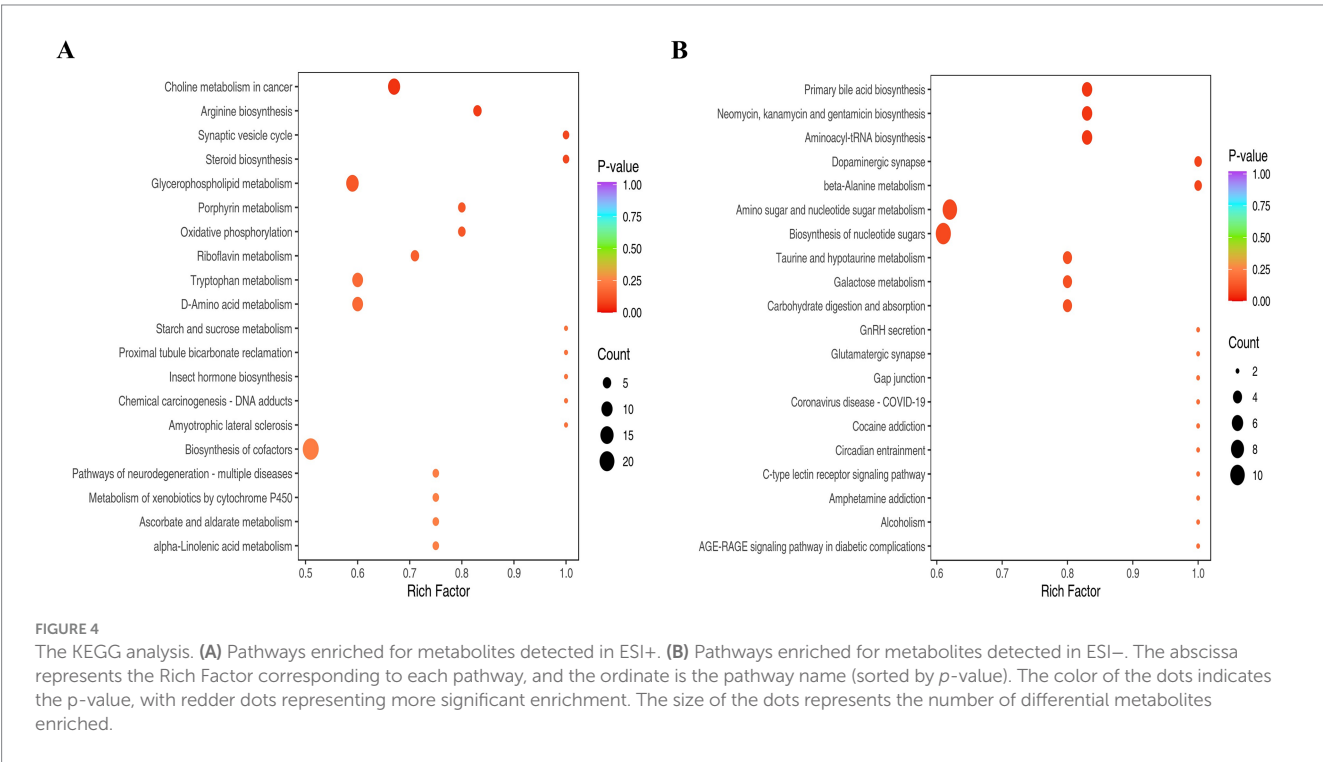 A
Choline metabolism in cancer
Arginine biosynthesis
Synaptic vesicle cycle
Steroid biosynthesis
Glycerophospholipid metabolism
Porphyrin metabolism
Oxidative phosphorylation
Riboflavin metabolism
Tryptophan metabolism
D-Amino acid metabolism
Starch and sucrose metabolism
Proximal tubule bicarbonate reclamation
Insect hormone biosynthesis
Chemical carcinogenesis - DNA adducts
Amyotrophic lateral sclerosis
Biosynthesis of cofactors
Pathways of neurodegeneration - multiple diseases
Metabolism of xenobiotics by cytochrome P450
Ascorbate and aldarate metabolism
alpha-Linolenic acid metabolism
0.5 0.6 0.7 0.8 0.9 1.0
Rich Factor
P-value
1.00
0.75
0.50
0.25
0.00
Count
5
10
15
20
B
Primary bile acid biosynthesis
Neomycin, kanamycin and gentamicin biosynthesis
Aminoacyl-tRNA biosynthesis
Dopaminergic synapse
beta-Alanine metabolism
Amino sugar and nucleotide sugar metabolism
Biosynthesis of nucleotide sugars
Taurine and hypotaurine metabolism
Galactose metabolism
Carbohydrate digestion and absorption
GnRH secretion
Glutamatergic synapse
Gap junction
Coronavirus disease - COVID-19
Cocaine addiction
Circadian entrainment
C-type lectin receptor signaling pathway
Amphetamine addiction
Alcoholism
AGE-RAGE signaling pathway in diabetic complications
0.6 0.7 0.8 0.9 1.0
Rich Factor
P-value
1.00
0.75
0.50
0.25
0.00
Count
2
4
6
8
10
FIGURE 4
The KEGG analysis. (A) Pathways enriched for metabolites detected in ESI+. (B) Pathways enriched for metabolites detected in ESI−. The abscissa
represents the Rich Factor corresponding to each pathway, and the ordinate is the pathway name (sorted by p-value). The color of the dots indicates
the p-value, with redder dots representing more significant enrichment. The size of the dots represents the number of differential metabolites
enriched.